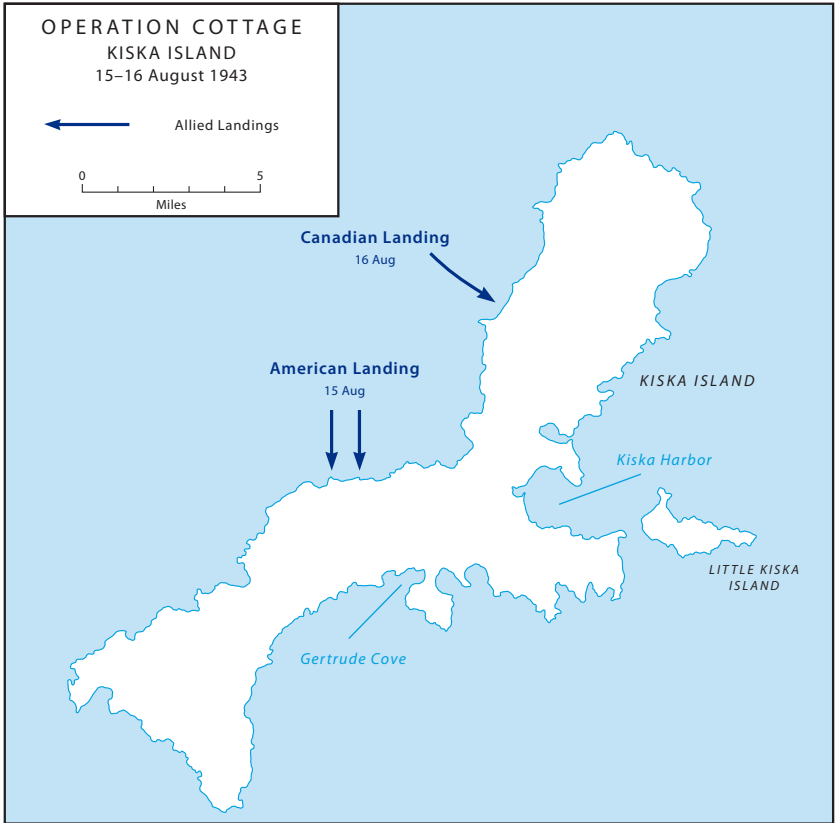 OPERATION COTTAGE
KISKA ISLAND
15–16 August 1943
Allied Landings
0 5
Miles
Canadian Landing
16 Aug
American Landing
15 Aug
KISKA ISLAND
Kiska Harbor
LITTLE KISKA
ISLAND
Gertrude Cove